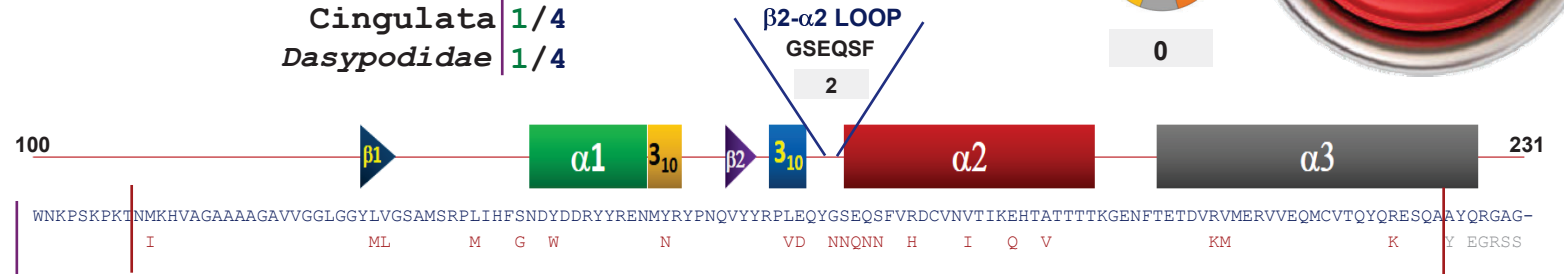 Cingulata 1/4
Dasypodidae 1/4
β2-α2 LOOP
GSEQSF
2
0
100 β1 α1 3₁₀ β2 3₁₀ α2 α3 231
WNKPSKPKTNMKHVAGAAAAGAVVGGLGGYLVGSAMSRPLIHFSNDYDDRYYRENMYRYPNQVYYRPLEQYGSEQSFVRDCVNVTIKEHTATTTTKGENFTETDVRVMERVVEQMCVTQYQRESQAAYQRGAG-
I ML M G W N VD NNQNN H I Q V KM K Y EGRSS